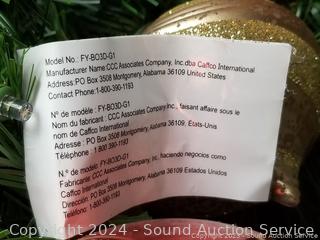 Model No.: FY-BO3D-G1
Manufacturer Name:CCC Associates Company, Inc.dba Caffco International
Address:PO Box 3508 Montgomery, Alabama 36109 United States
Contact Phone:1-800-390-1193
N° de modèle : FY-BO3D-G1
Nom du fabricant : CCC Associates Company,Inc., faisant affaire sous le
nom de Caffco International
Adresse : PO Box 3508 Montgomery, Alabama 36109, États-Unis
Téléphone : 1 800 390-1193
N.° de modelo: FY-BO3D-G1
Fabricante: CCC Associates Company,Inc. haciendo negocios como
Caffco International
Dirección: PO Box 3508 Montgomery, Alabama 36109 Estados Unidos
Teléfono: 1-800-390-1193
Copyright 2024 - Sound Auction Service